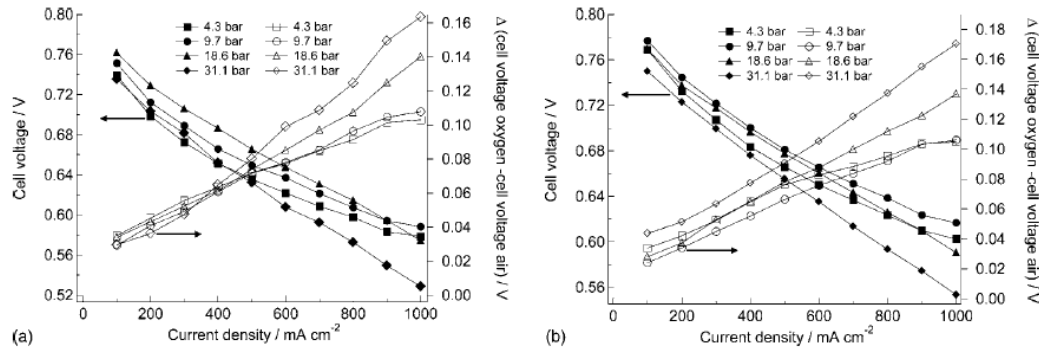 4.3 bar 4.3 bar
9.7 bar 9.7 bar
18.6 bar 18.6 bar
31.1 bar 31.1 bar
0.80
0.76
0.72
0.68
0.64
0.60
0.56
0.52
Cell voltage / V
0.16
0.14
0.12
0.10
0.08
0.06
0.04
0.02
0.00
Δ (cell voltage oxygen -cell voltage air) / V
0 200 400 600 800 1000
Current density / mA cm⁻²
(a)
4.3 bar 4.3 bar
9.7 bar 9.7 bar
18.6 bar 18.6 bar
31.1 bar 31.1 bar
0.80
0.76
0.72
0.68
0.64
0.60
0.56
Cell voltage / V
0.18
0.16
0.14
0.12
0.10
0.08
0.06
0.04
0.02
0.00
Δ (cell voltage oxygen -cell voltage air) / V
0 200 400 600 800 1000
Current density / mA cm⁻²
(b)